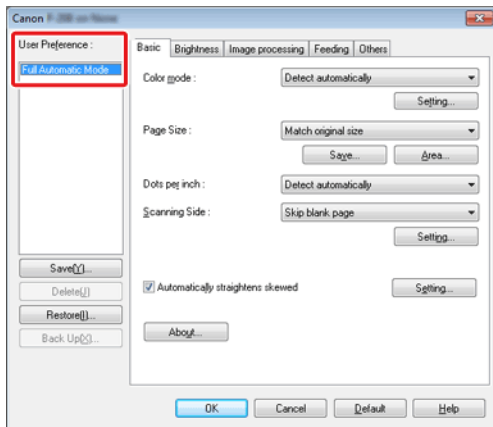 Canon
User Preference :
Full Automatic Mode
Save(Y)...
Delete(J)
Restore(I)...
Back Up(X)...
Basic Brightness Image processing Feeding Others
Color mode : Detect automatically
Setting...
Page Size : Match original size
Save... Area...
Dots per inch : Detect automatically
Scanning Side : Skip blank page
Setting...
Automatically straightens skewed Setting...
About...
OK Cancel Default Help